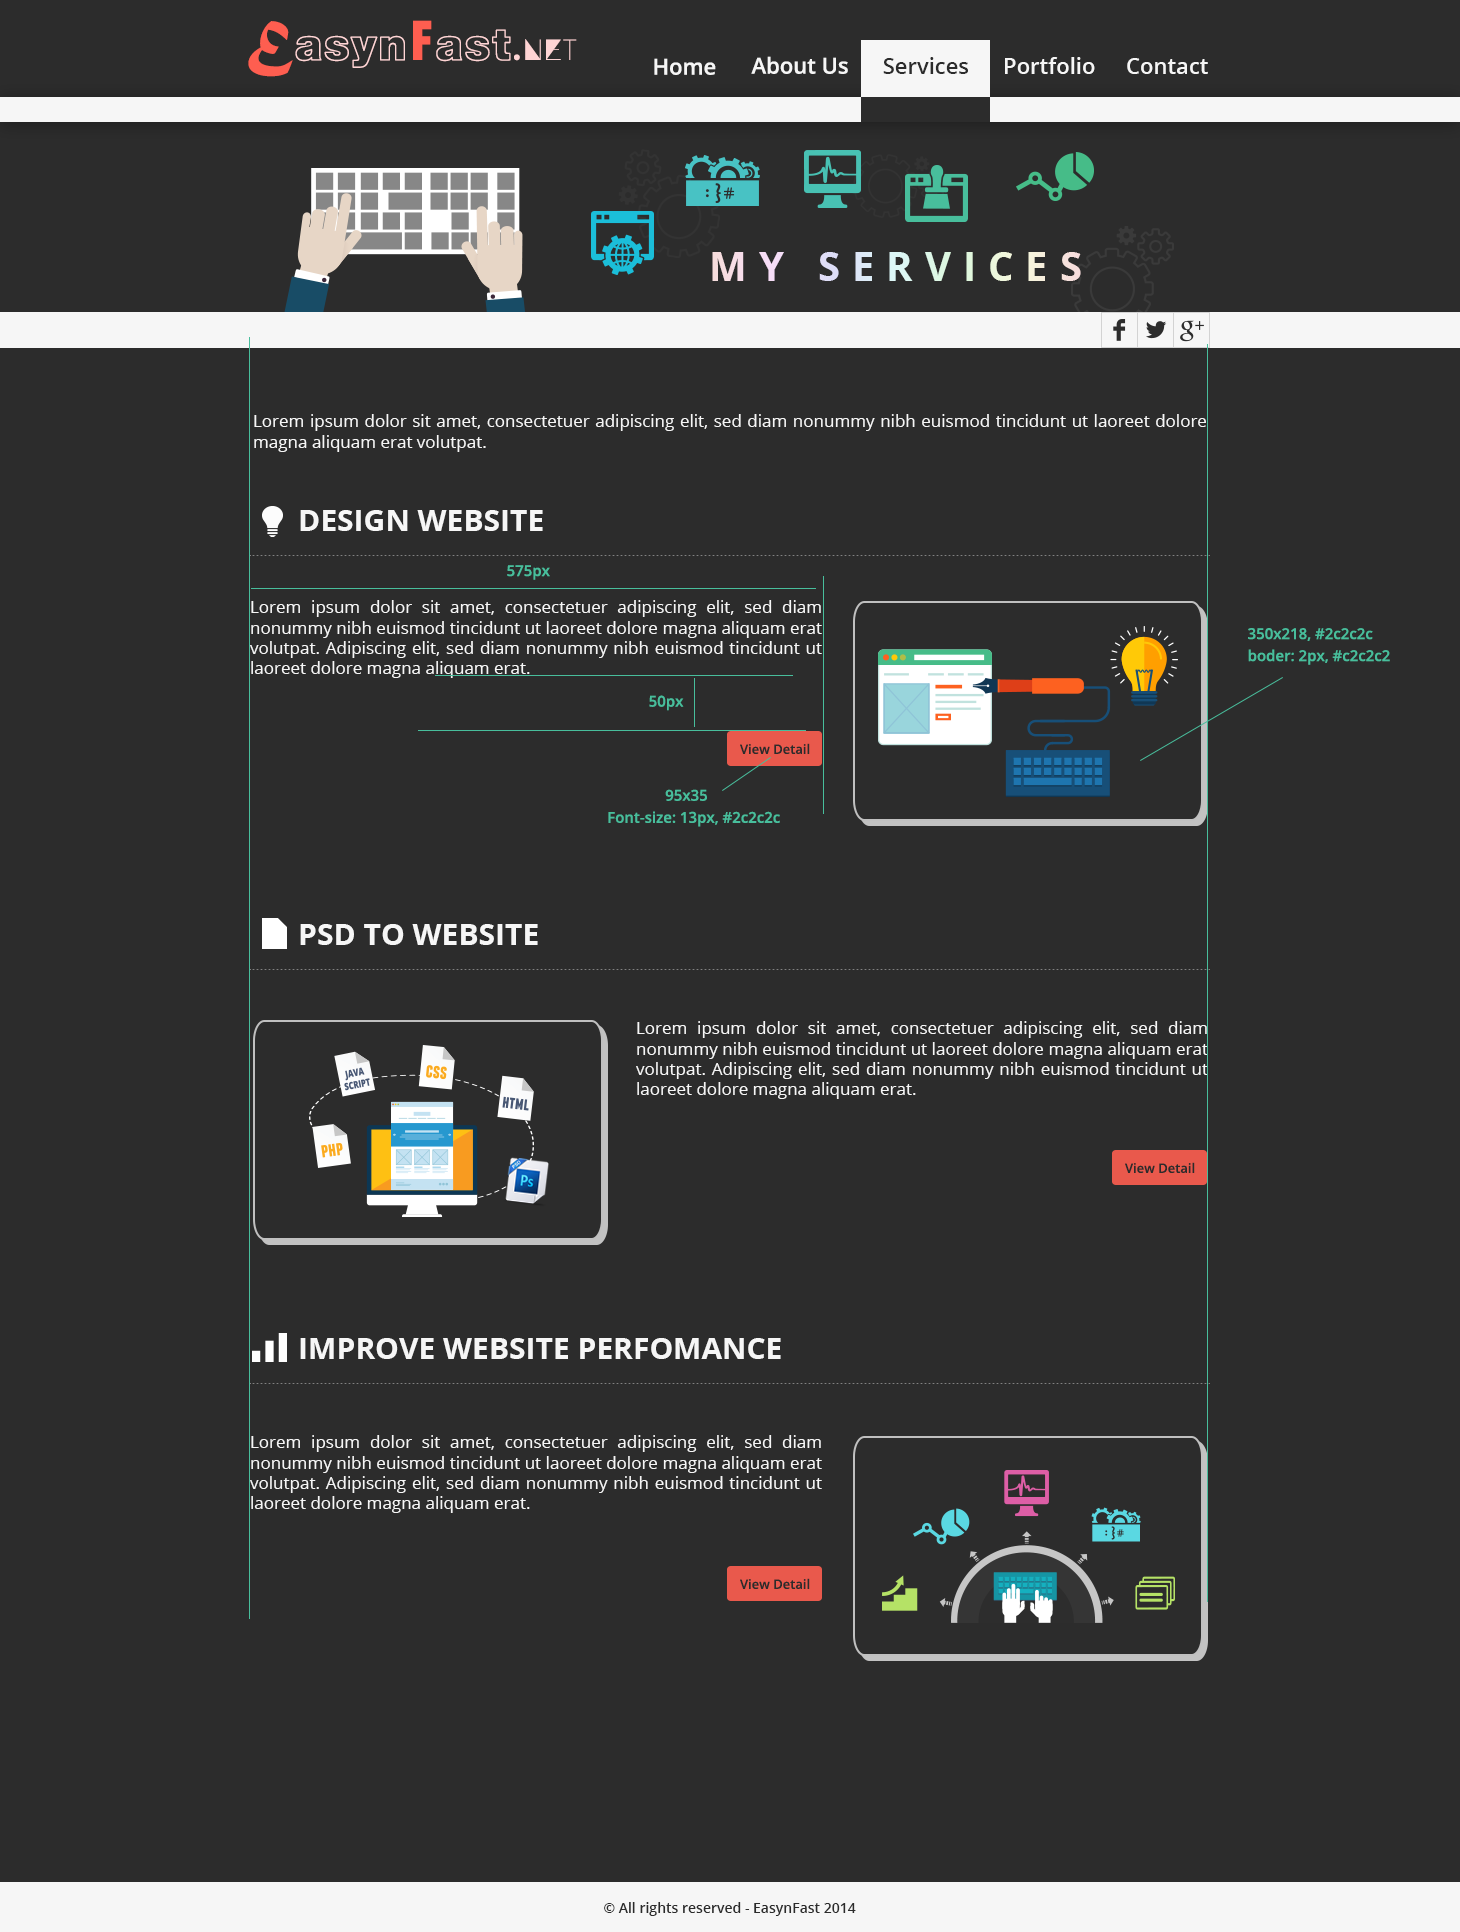 EasynFast.NET
Home About Us Services Portfolio Contact
:}#
MY SERVICES
f g+
Lorem ipsum dolor sit amet, consectetuer adipiscing elit, sed diam nonummy nibh euismod tincidunt ut laoreet dolore
magna aliquam erat volutpat.
DESIGN WEBSITE
575px
Lorem ipsum dolor sit amet, consectetuer adipiscing elit, sed diam
nonummy nibh euismod tincidunt ut laoreet dolore magna aliquam erat
volutpat. Adipiscing elit, sed diam nonummy nibh euismod tincidunt ut
laoreet dolore magna aliquam erat.
50px
View Detail
95x35
Font-size: 13px, #2c2c2c
350x218, #2c2c2c
boder: 2px, #c2c2c2
PSD TO WEBSITE
JAVA
SCRIPT
CSS
HTML
PHP
Ps
Lorem ipsum dolor sit amet, consectetuer adipiscing elit, sed diam
nonummy nibh euismod tincidunt ut laoreet dolore magna aliquam erat
volutpat. Adipiscing elit, sed diam nonummy nibh euismod tincidunt ut
laoreet dolore magna aliquam erat.
View Detail
IMPROVE WEBSITE PERFOMANCE
Lorem ipsum dolor sit amet, consectetuer adipiscing elit, sed diam
nonummy nibh euismod tincidunt ut laoreet dolore magna aliquam erat
volutpat. Adipiscing elit, sed diam nonummy nibh euismod tincidunt ut
laoreet dolore magna aliquam erat.
View Detail
:}#
© All rights reserved - EasynFast 2014